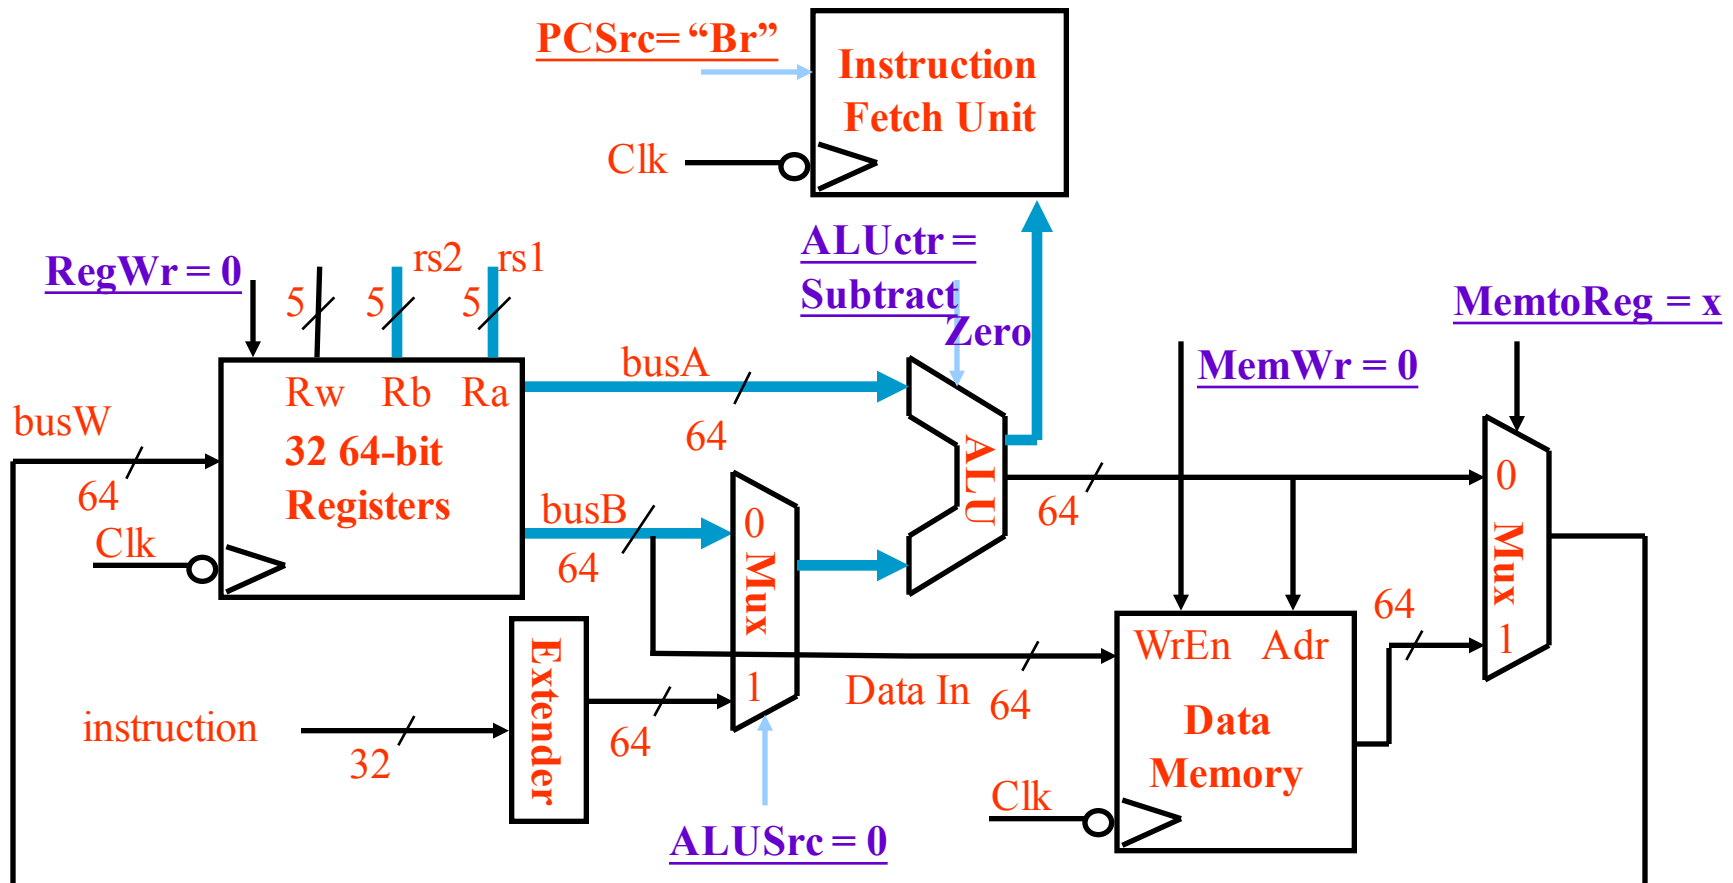 PCSrc= “Br”
Instruction
Fetch Unit
Clk
RegWr = 0
rs2
rs1
ALUctr =
Subtract
Zero
MemtoReg = x
5
5
5
busA
MemWr = 0
Rw Rb Ra
busW
64
64
32 64-bit
Registers
ALU
0
64
busB
0
64
Clk
64
Mux
Mux
64
1
WrEn Adr
Extender
1
Data In
64
instruction
32
64
Data
Memory
Clk
ALUSrc = 0